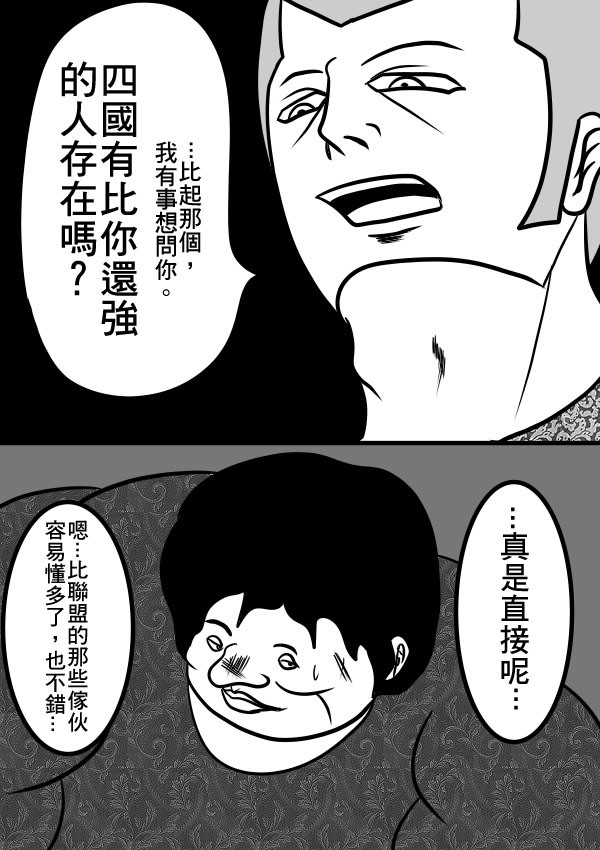 …比起那個，
我有事想問你。
四國有比你還強
的人存在嗎？
…真是直接呢…
嗯…比聯盟的那些傢伙
容易懂多了，也不錯…